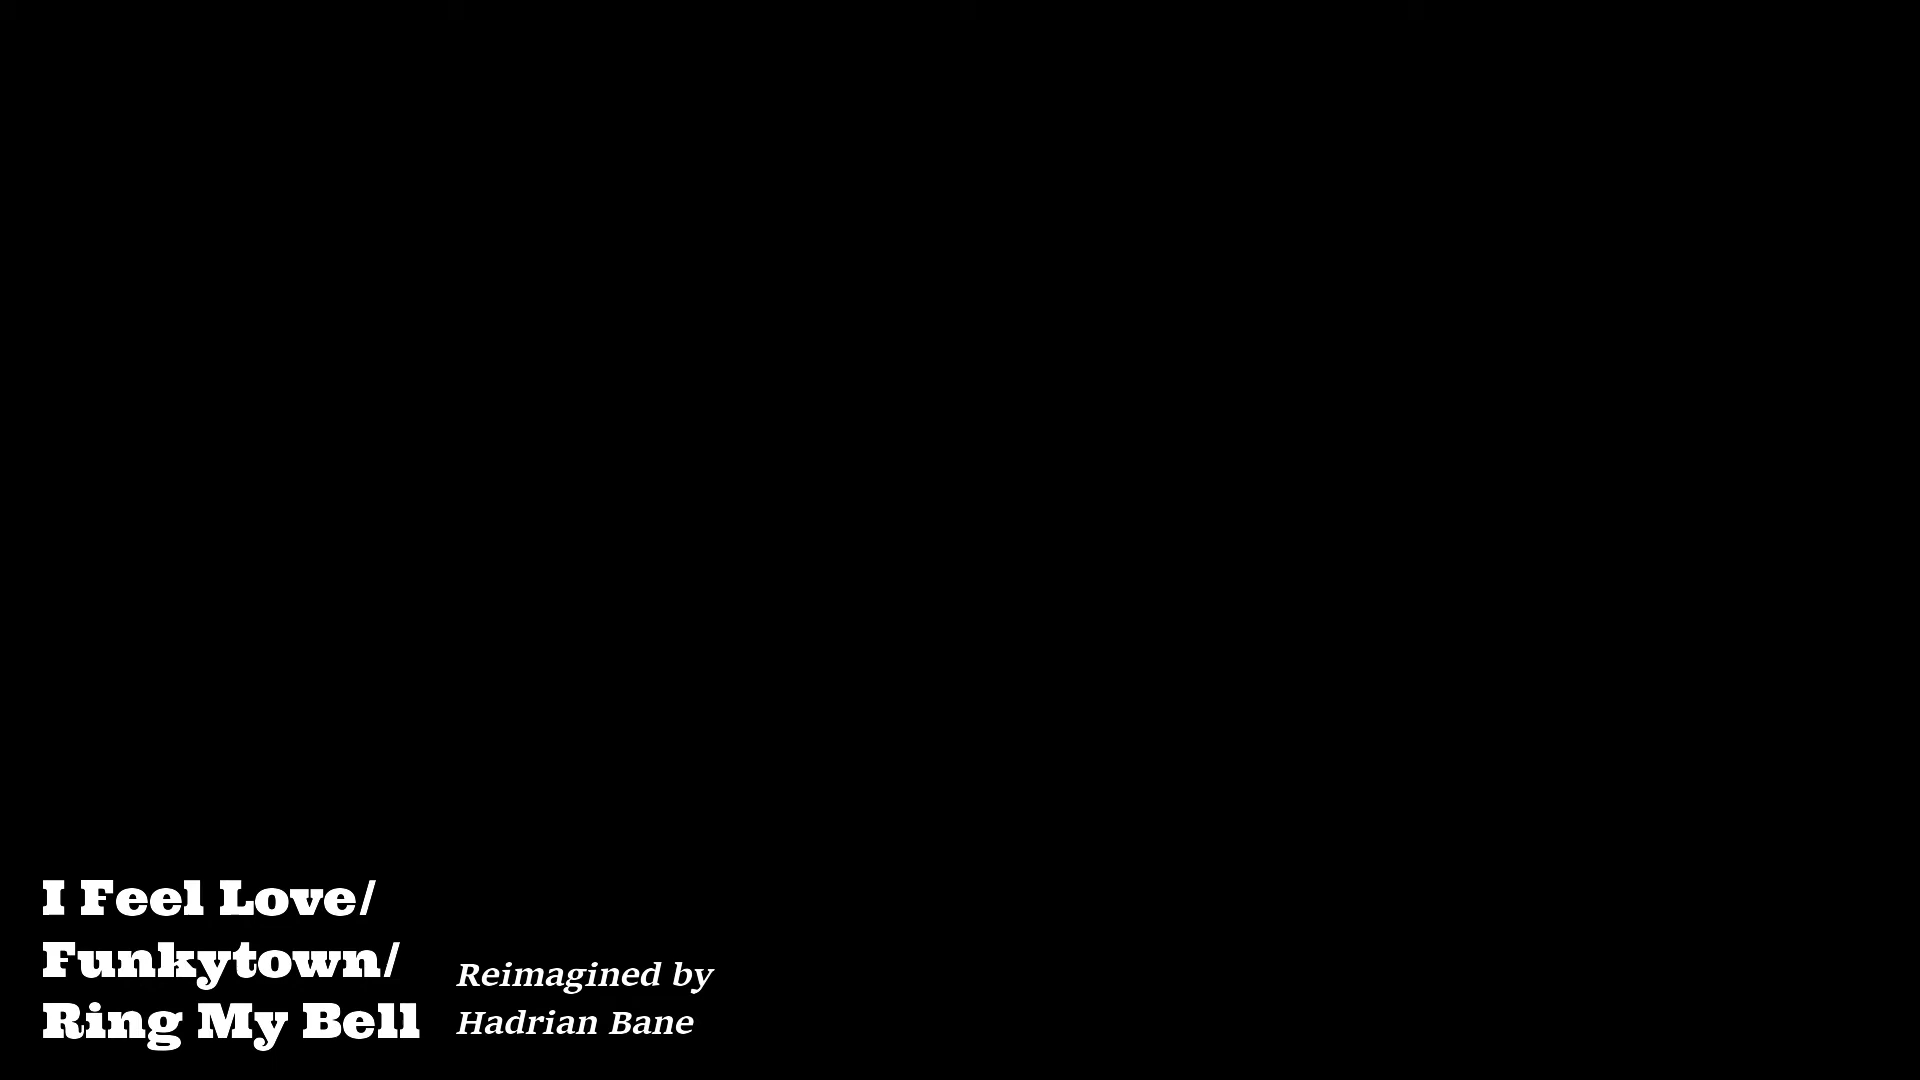 I Feel Love/
Funkytown/
Ring My Bell
Reimagined by
Hadrian Bane